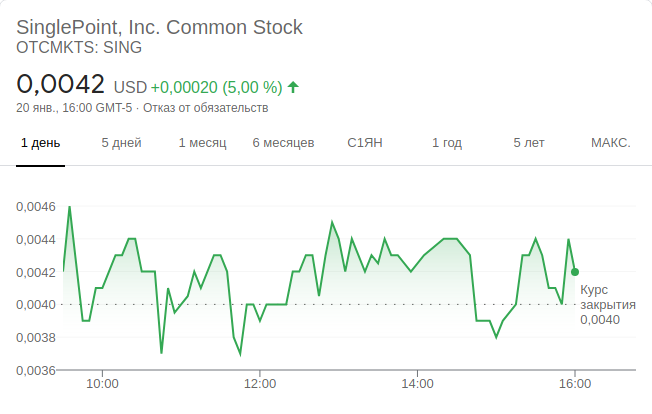 SinglePoint, Inc. Common Stock
OTCMKTS: SING
0,0042 USD +0,00020 (5,00 %)
20 янв., 16:00 GMT-5 · Отказ от обязательств
1 день 5 дней 1 месяц 6 месяцев С1ЯН 1 год 5 лет МАКС.
0,0046
0,0044
0,0042
0,0040
0,0038
0,0036
Курс
закрытия
0,0040
10:00 12:00 14:00 16:00